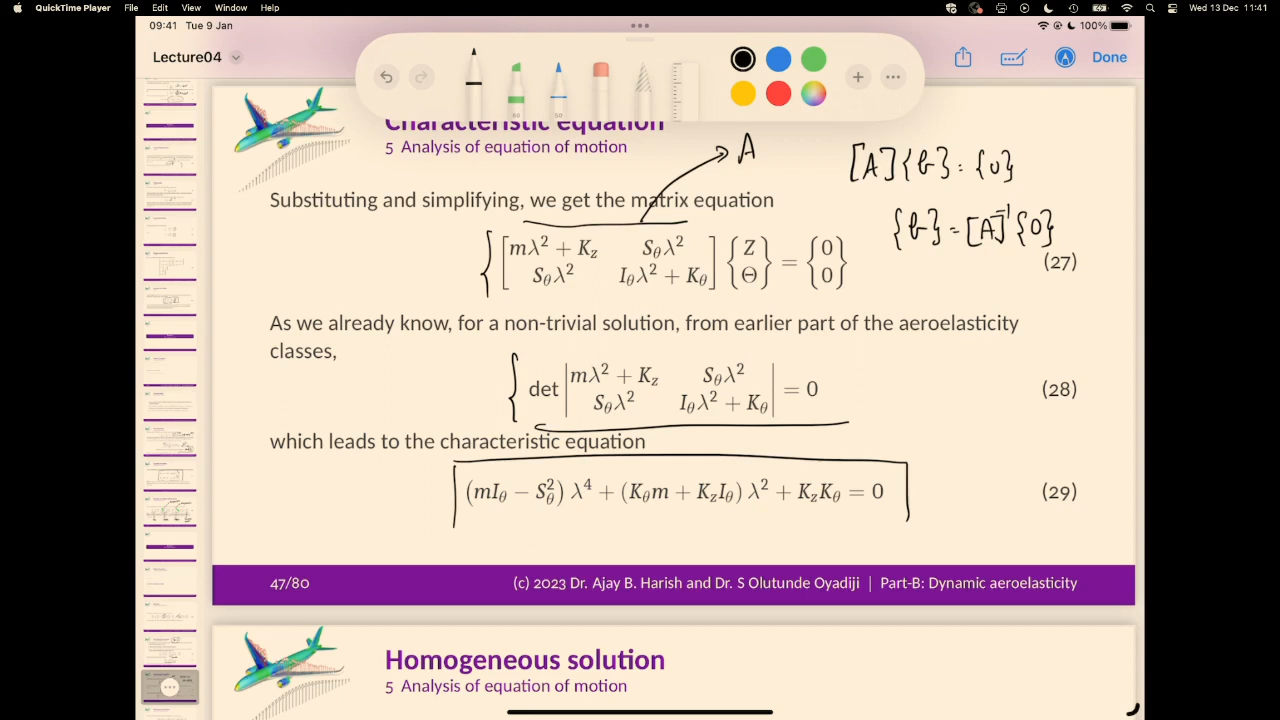 QuickTime Player File Edit View Window Help Wed 13 Dec 11:41
09:41 Tue 9 Jan 100%
Lecture04 Done
80 50
Characteristic equation
5 Analysis of equation of motion
A
[A]{b} = {0}
{b} = [A]⁻¹{0}
Substituting and simplifying, we get the matrix equation
[mλ² + K_z S_θλ²] {Z} = {0}
[S_θλ² I_θλ² + K_θ] {Θ} = {0} (27)
As we already know, for a non-trivial solution, from earlier part of the aeroelasticity
classes,
det |mλ² + K_z S_θλ²| = 0
|S_θλ² I_θλ² + K_θ| (28)
which leads to the characteristic equation
(mI_θ − S_θ²) λ⁴ + (K_θm + K_zI_θ) λ² + K_zK_θ = 0 (29)
47/80 (c) 2023 Dr. Ajay B. Harish and Dr. S Olutunde Oyadiji | Part-B: Dynamic aeroelasticity
Homogeneous solution
5 Analysis of equation of motion